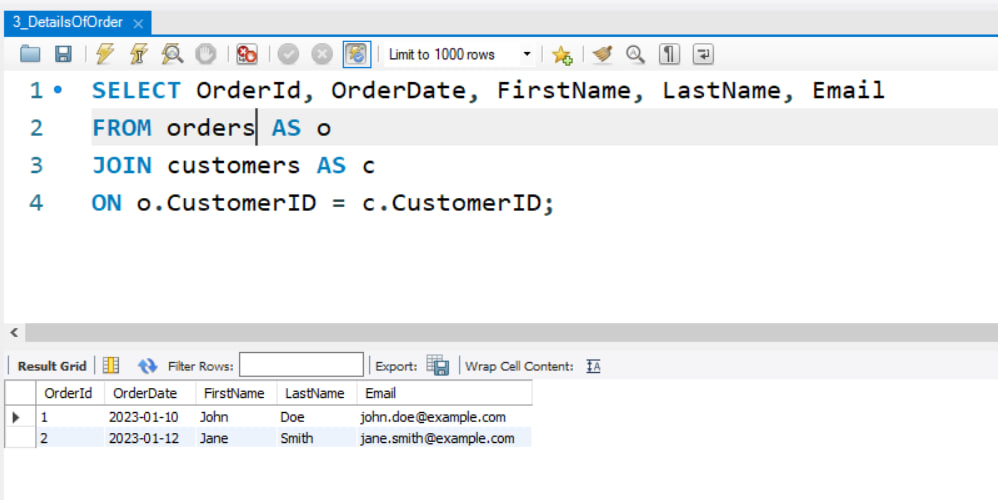 3_DetailsOfOrder
Limit to 1000 rows
1 SELECT OrderId, OrderDate, FirstName, LastName, Email
2 FROM orders AS o
3 JOIN customers AS c
4 ON o.CustomerID = c.CustomerID;
Result Grid Filter Rows: Export: Wrap Cell Content: IA
OrderId OrderDate FirstName LastName Email
1 2023-01-10 John Doe john.doe@example.com
2 2023-01-12 Jane Smith jane.smith@example.com